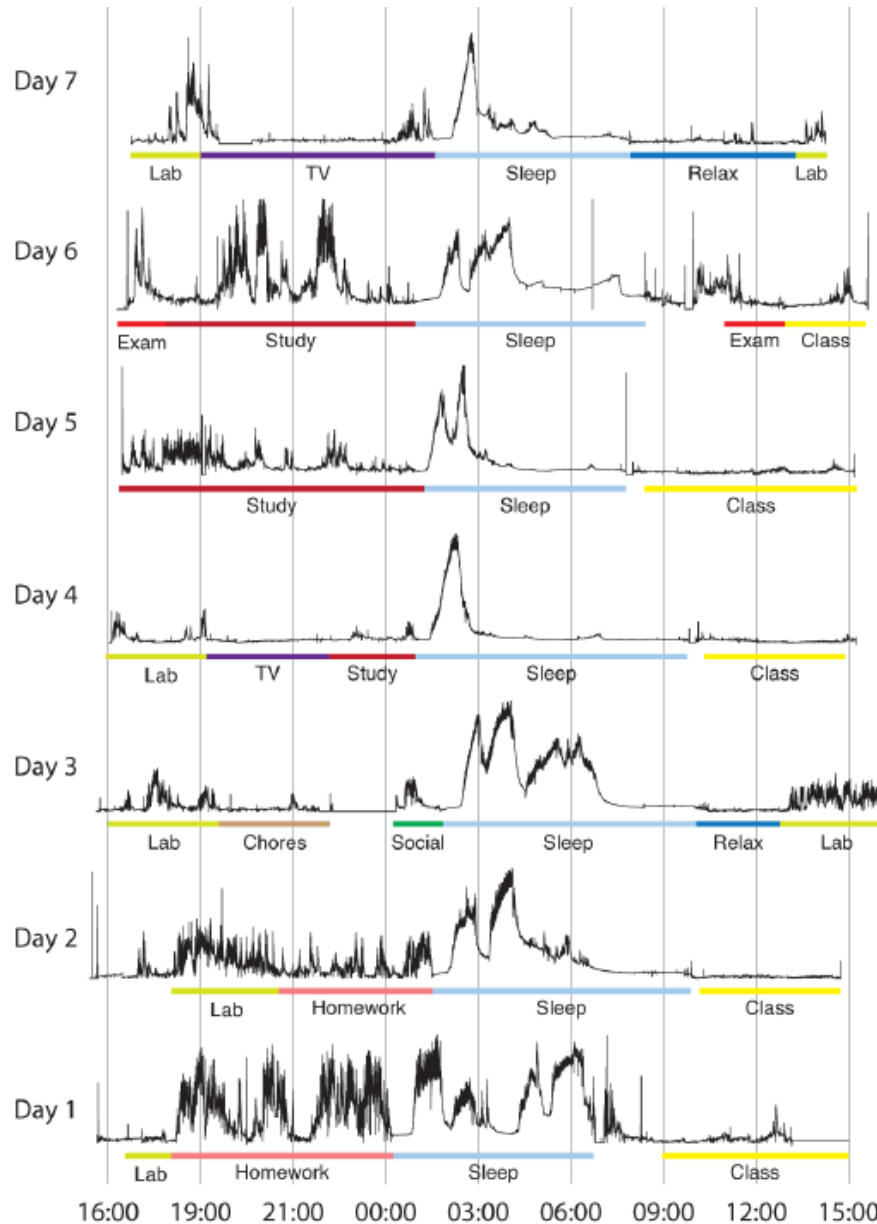 Day 7
Lab TV Sleep Relax Lab
Day 6
Exam Study Sleep Exam Class
Day 5
Study Sleep Class
Day 4
Lab TV Study Sleep Class
Day 3
Lab Chores Social Sleep Relax Lab
Day 2
Lab Homework Sleep Class
Day 1
Lab Homework Sleep Class
16:00 19:00 21:00 00:00 03:00 06:00 09:00 12:00 15:00